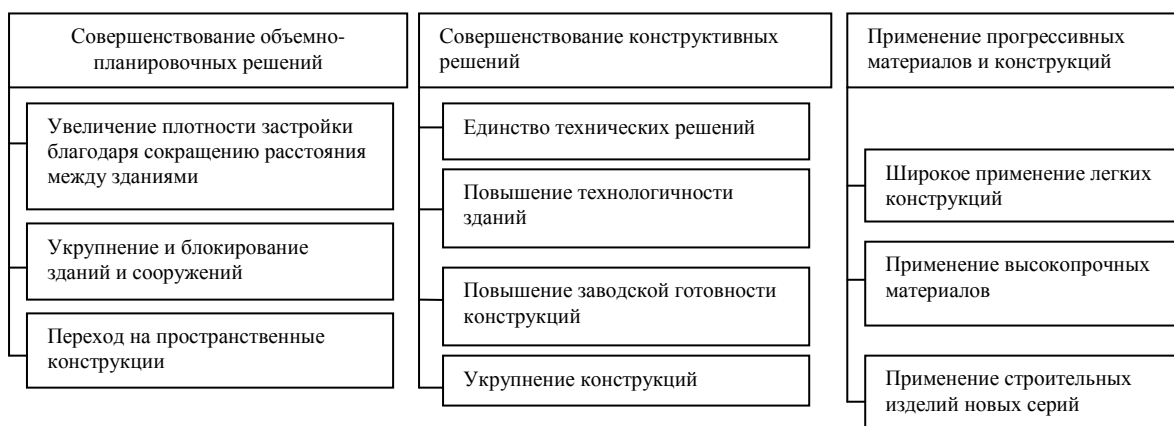 Совершенствование объемно-
планировочных решений
Увеличение плотности застройки
благодаря сокращению расстояния
между зданиями
Укрупнение и блокирование
зданий и сооружений
Переход на пространственные
конструкции
Совершенствование конструктивных
решений
Единство технических решений
Повышение технологичности
зданий
Повышение заводской готовности
конструкций
Укрупнение конструкций
Применение прогрессивных
материалов и конструкций
Широкое применение легких
конструкций
Применение высокопрочных
материалов
Применение строительных
изделий новых серий